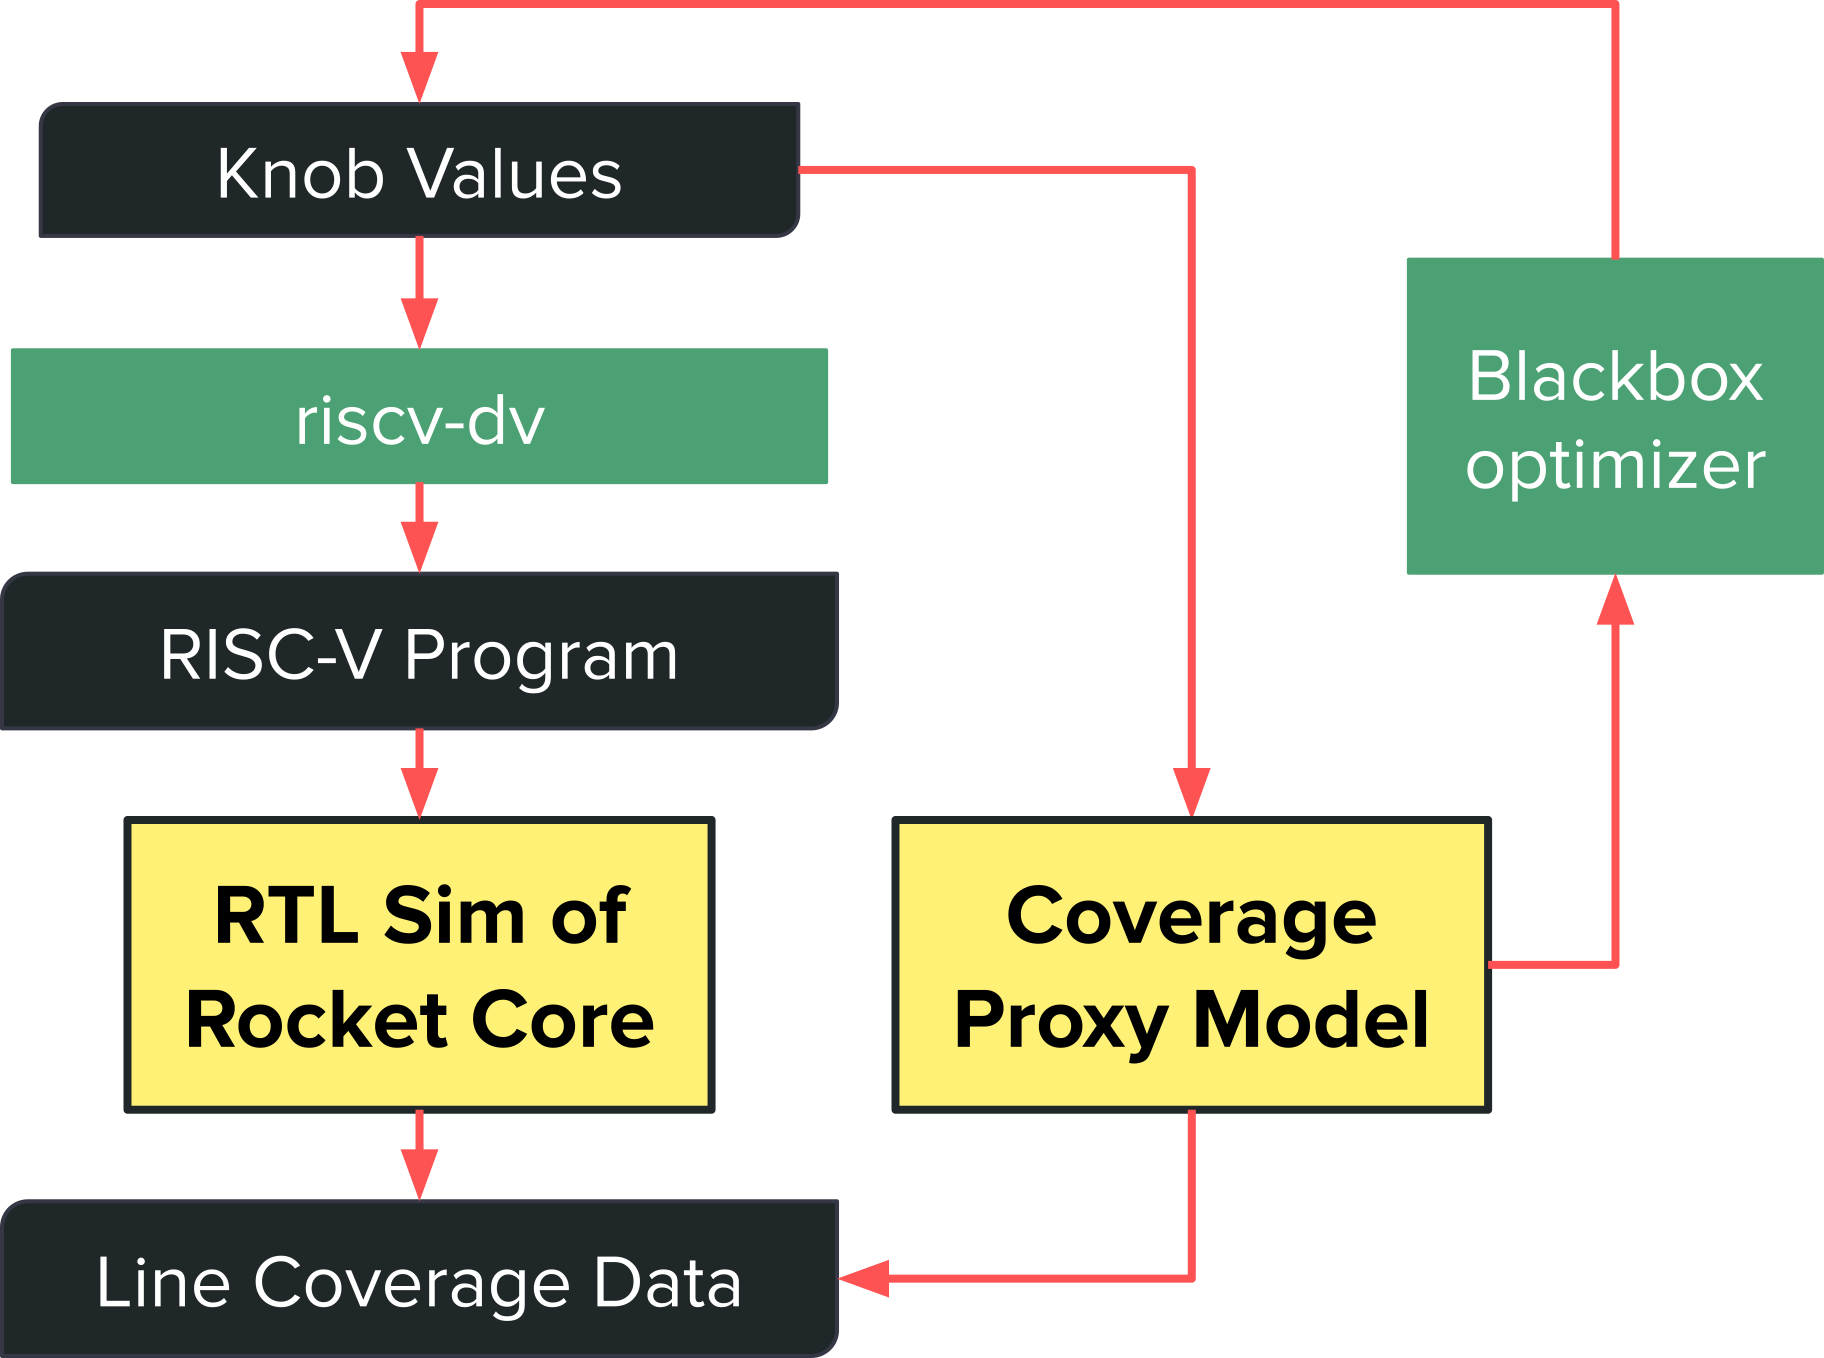 Knob Values
riscv-dv
RISC-V Program
RTL Sim of
Rocket Core
Line Coverage Data
Coverage
Proxy Model
Blackbox
optimizer